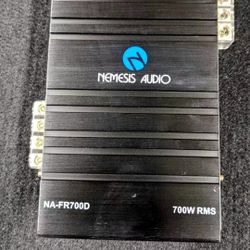 NEMESIS AUDIO
NA-FR700D
700W RMS